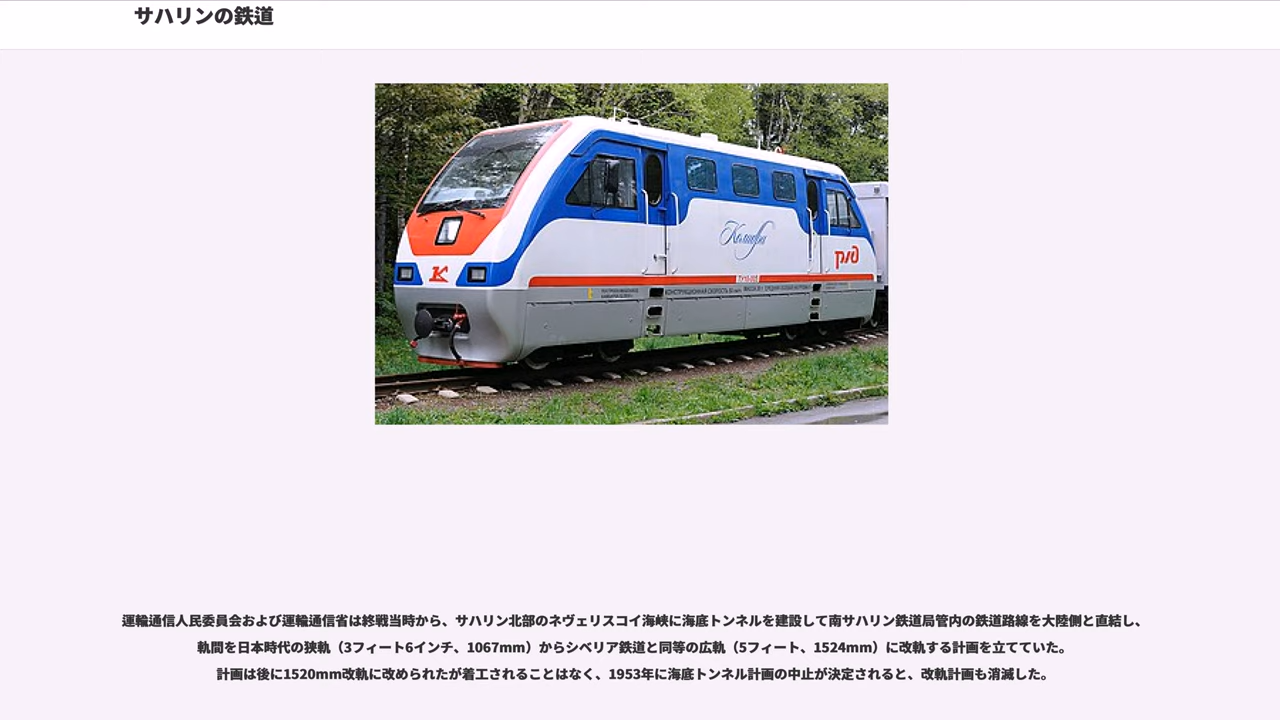 サハリンの鉄道
Коломбна
ржд
K
運輸通信人民委員会および運輸通信省は終戦当時から、サハリン北部のネヴェリスコイ海峡に海底トンネルを建設して南サハリン鉄道局管内の鉄道路線を大陸側と直結し、
軌間を日本時代の狭軌（3フィート6インチ、1067mm）からシベリア鉄道と同等の広軌（5フィート、1524mm）に改軌する計画を立てていた。
計画は後に1520mm改軌に改められたが着工されることはなく、1953年に海底トンネル計画の中止が決定されると、改軌計画も消滅した。